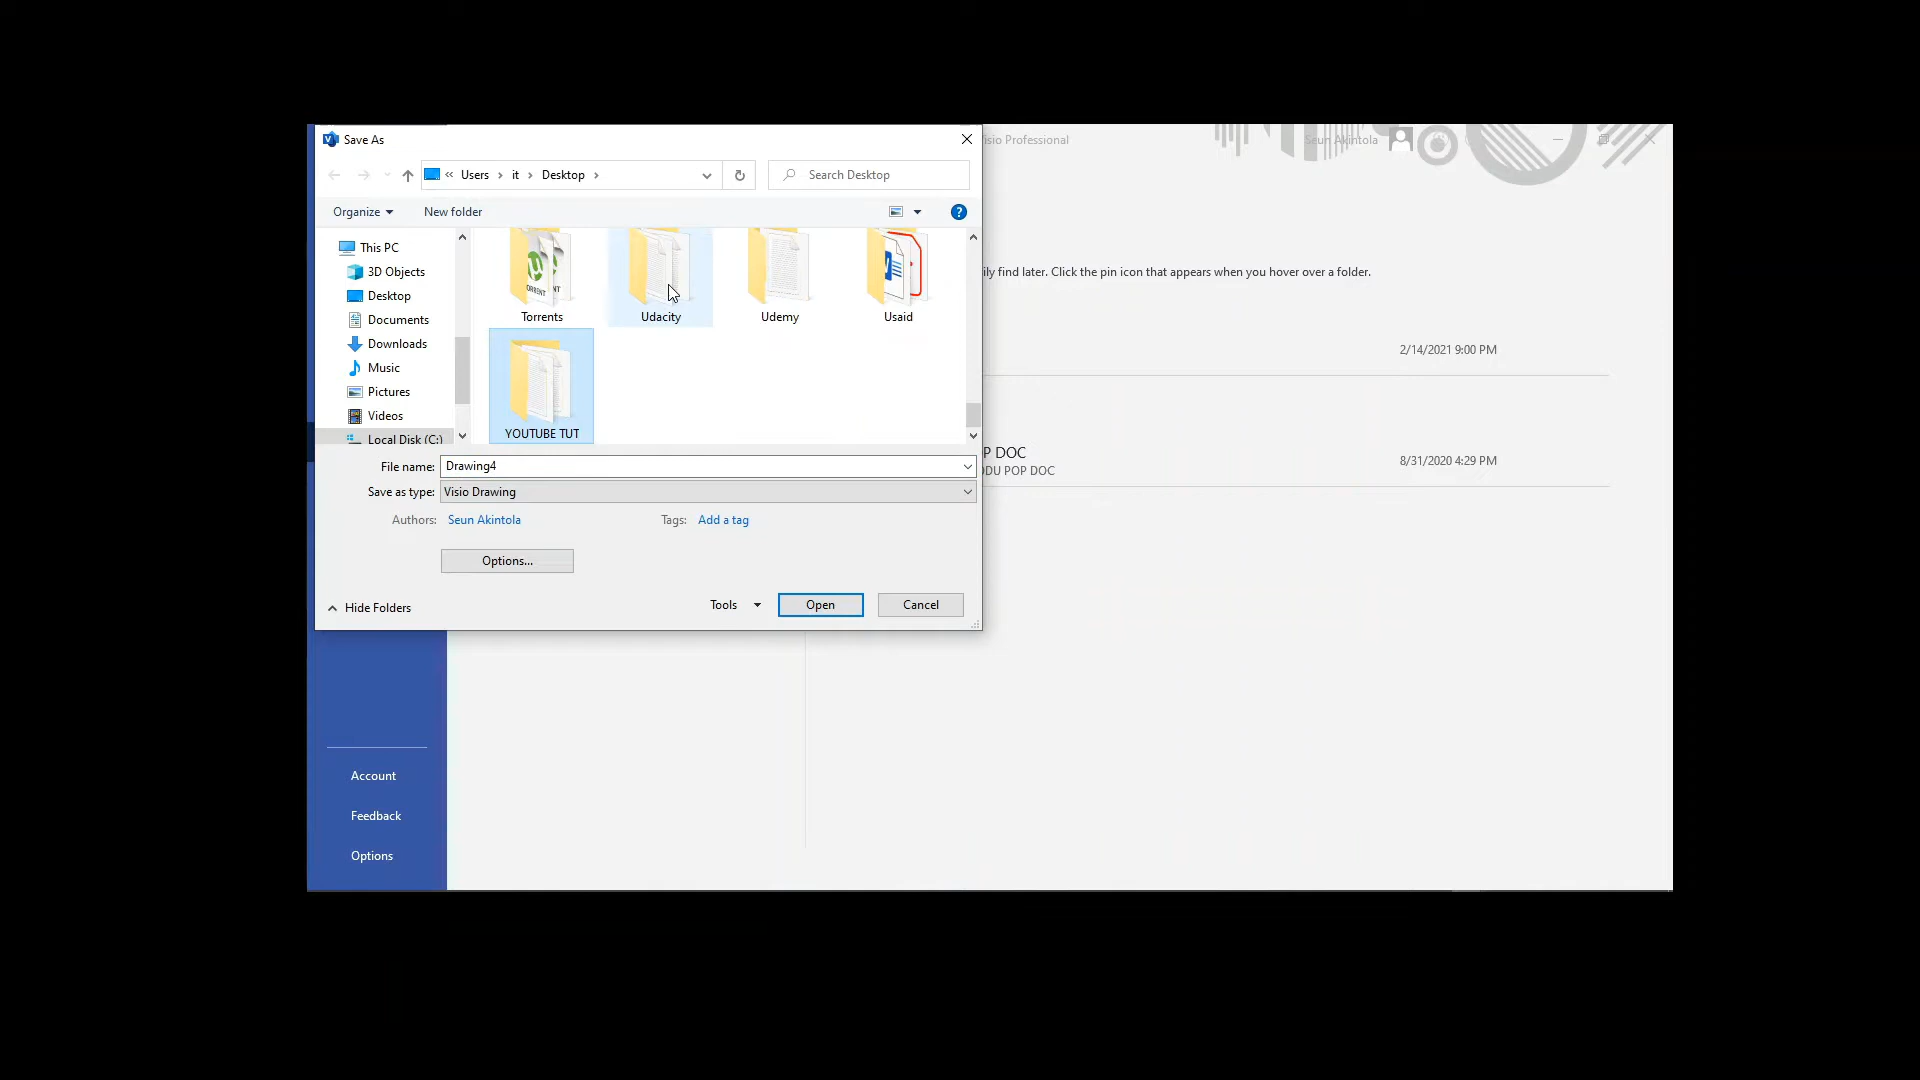 Save As
Visio Professional
Seun Akintola
Users
it
Desktop
Search Desktop
Organize
New folder
This PC
3D Objects
Desktop
Documents
Downloads
Music
Pictures
Videos
Local Disk (C:)
Torrents
Udacity
Udemy
Usaid
YOUTUBE TUT
ily find later. Click the pin icon that appears when you hover over a folder.
2/14/2021 9:00 PM
P DOC
DU POP DOC
8/31/2020 4:29 PM
File name: Drawing4
Save as type: Visio Drawing
Authors: Seun Akintola
Tags: Add a tag
Options...
Hide Folders
Tools
Open
Cancel
Account
Feedback
Options